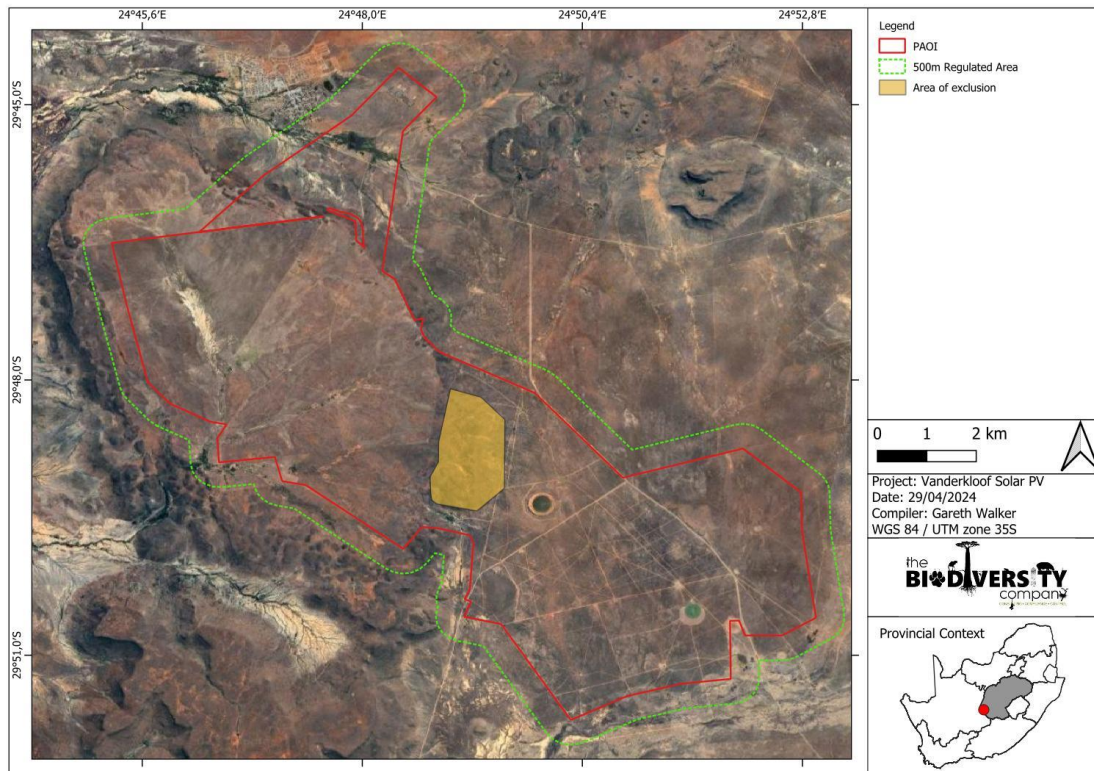 24°45,6'E
24°48,0'E
24°50,4'E
24°52,8'E
29°45,0'S
29°48,0'S
29°51,0'S
Legend
PAOI
500m Regulated Area
Area of exclusion
0 1 2 km
Project: Vanderkloof Solar PV
Date: 29/04/2024
Compiler: Gareth Walker
WGS 84 / UTM zone 35S
the
BIODIVERSITY
company
Provincial Context